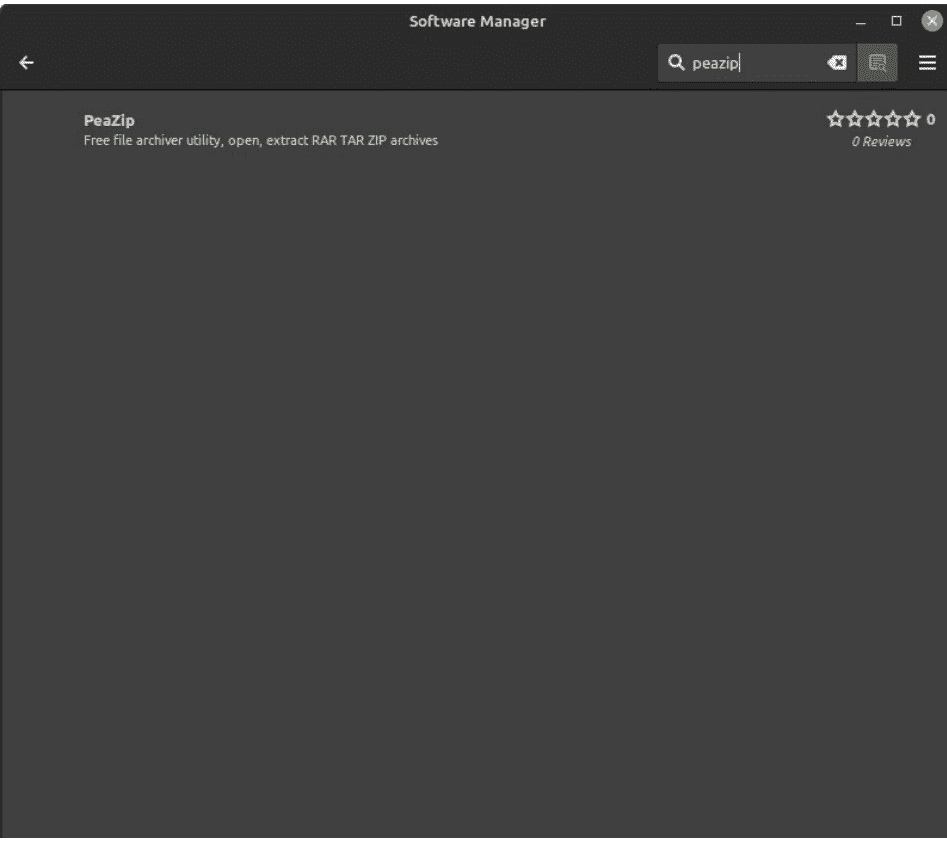 Software Manager
peazip
PeaZip
Free file archiver utility, open, extract RAR TAR ZIP archives
0
0 Reviews